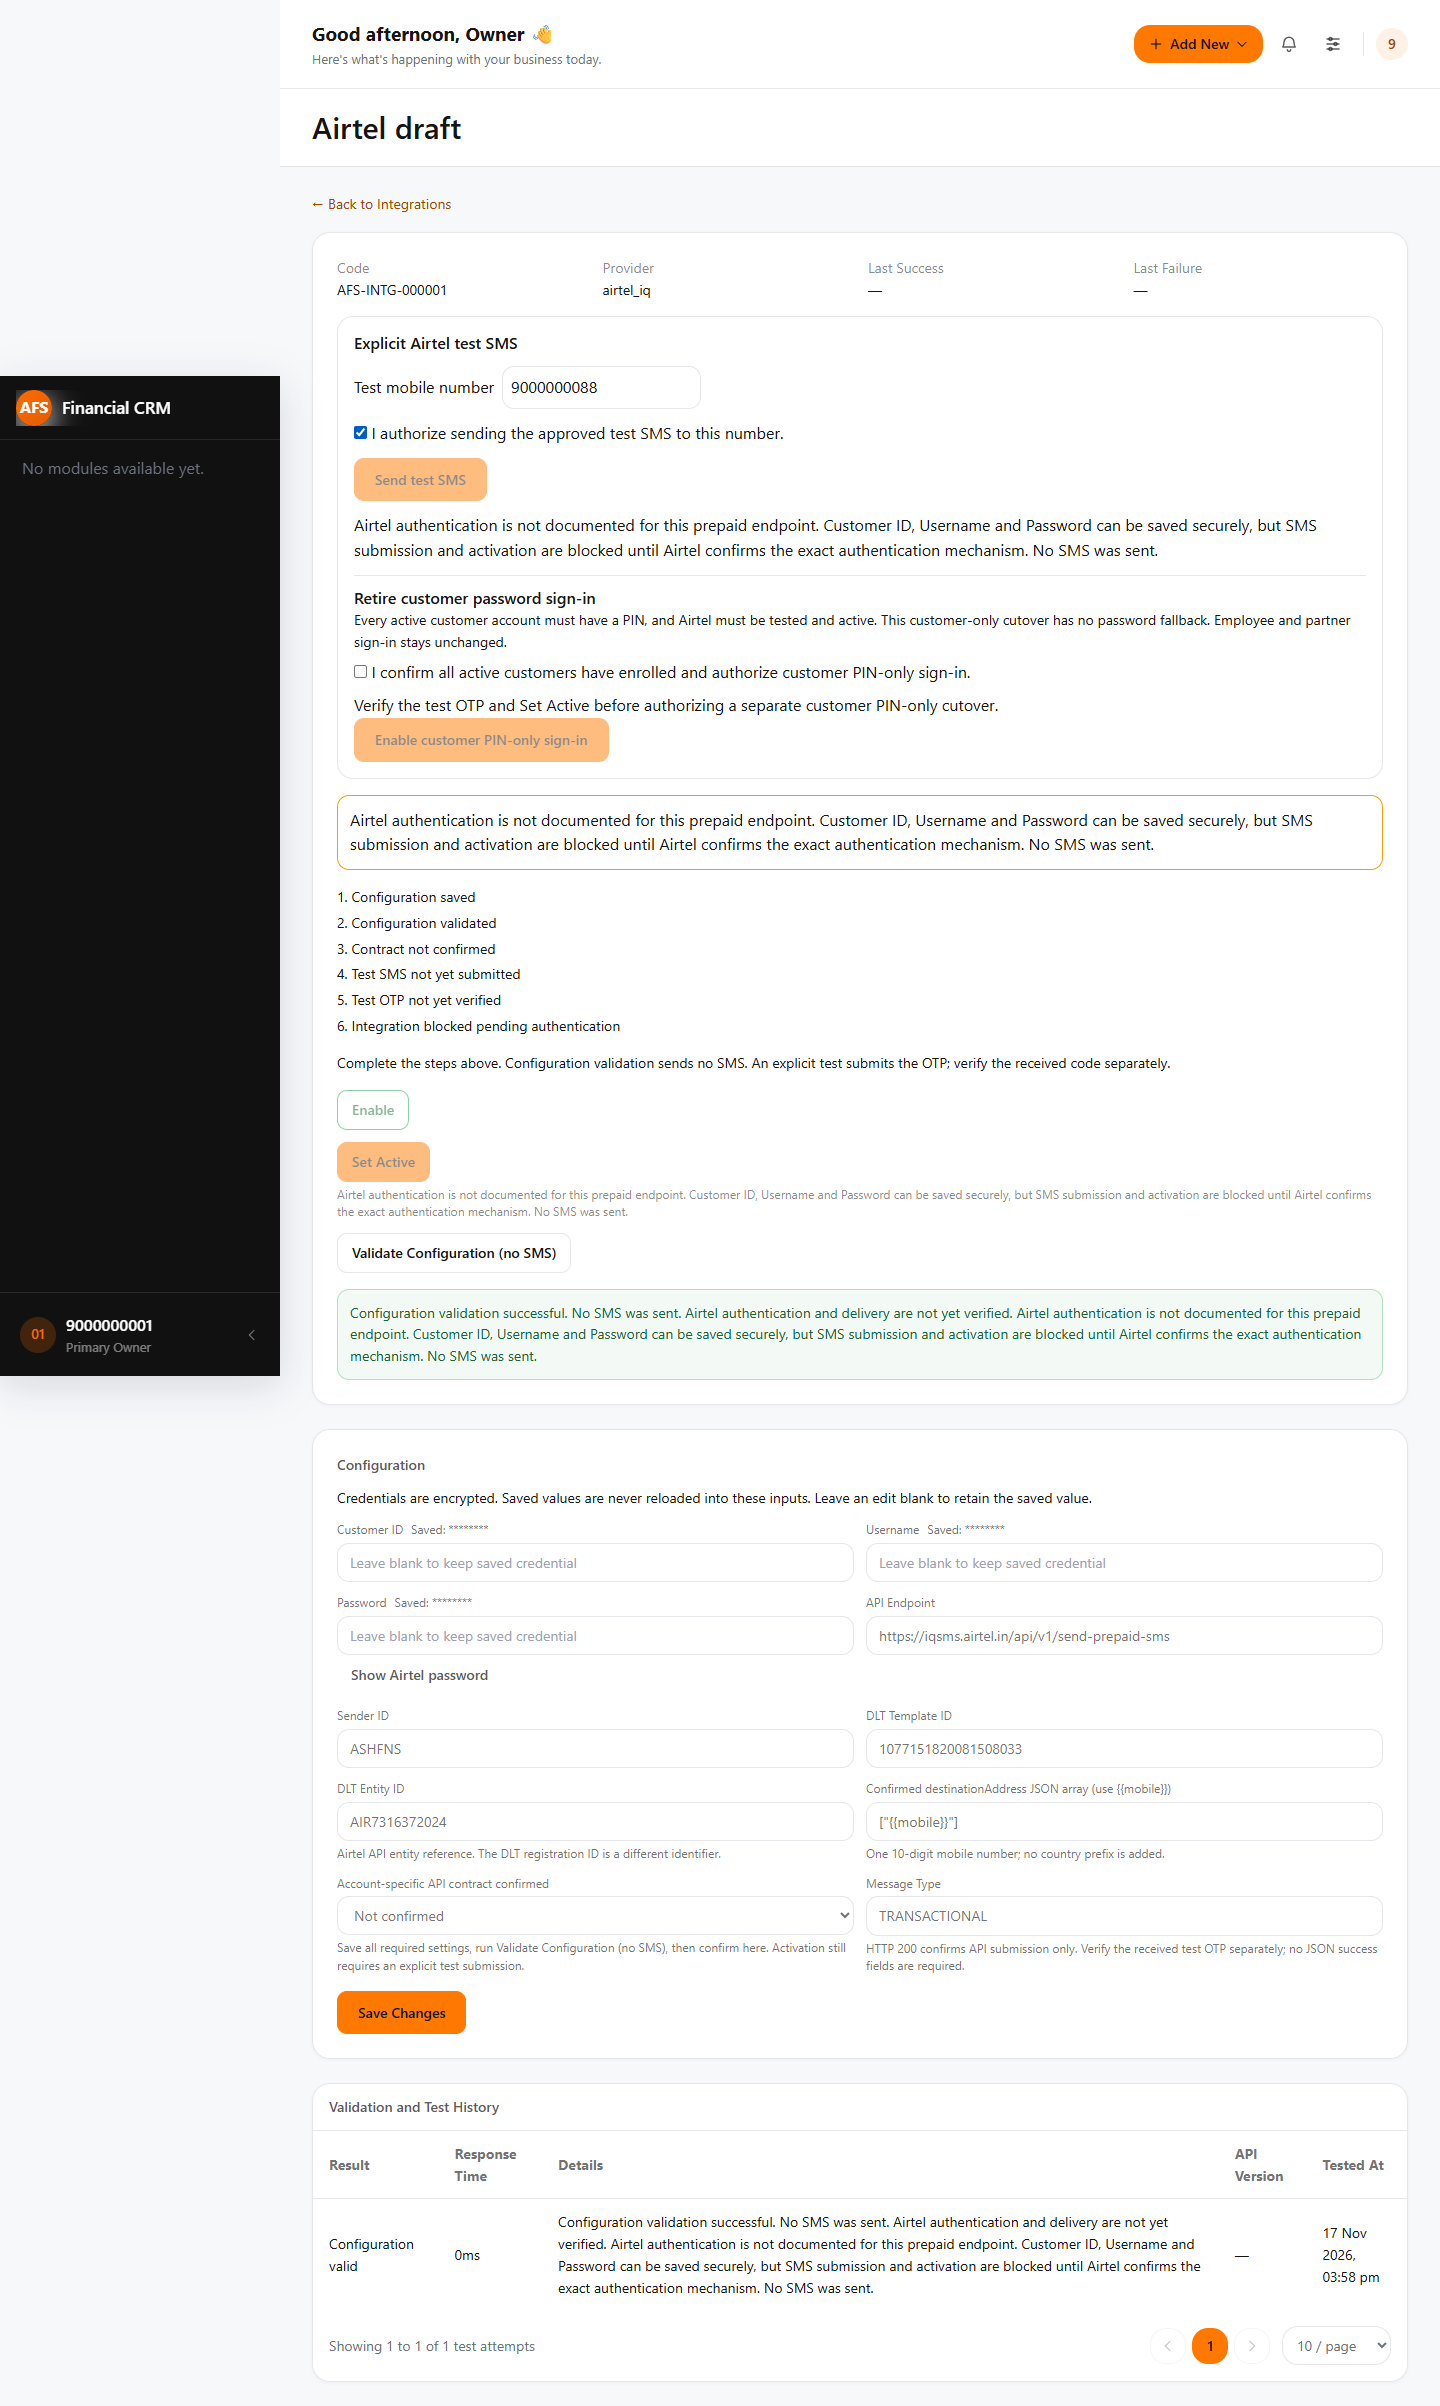 Good afternoon, Owner 👋
Here's what's happening with your business today.
+ Add New
9
Airtel draft
← Back to Integrations
Code
Provider
Last Success
Last Failure
AFS-INTG-000001
airtel_iq
—
—
Explicit Airtel test SMS
Test mobile number 9000000088
I authorize sending the approved test SMS to this number.
Send test SMS
Airtel authentication is not documented for this prepaid endpoint. Customer ID, Username and Password can be saved securely, but SMS
submission and activation are blocked until Airtel confirms the exact authentication mechanism. No SMS was sent.
Retire customer password sign-in
Every active customer account must have a PIN, and Airtel must be tested and active. This customer-only cutover has no password fallback. Employee and partner
sign-in stays unchanged.
I confirm all active customers have enrolled and authorize customer PIN-only sign-in.
Verify the test OTP and Set Active before authorizing a separate customer PIN-only cutover.
Enable customer PIN-only sign-in
Airtel authentication is not documented for this prepaid endpoint. Customer ID, Username and Password can be saved securely, but SMS
submission and activation are blocked until Airtel confirms the exact authentication mechanism. No SMS was sent.
1. Configuration saved
2. Configuration validated
3. Contract not confirmed
4. Test SMS not yet submitted
5. Test OTP not yet verified
6. Integration blocked pending authentication
Complete the steps above. Configuration validation sends no SMS. An explicit test submits the OTP; verify the received code separately.
Enable
Set Active
Airtel authentication is not documented for this prepaid endpoint. Customer ID, Username and Password can be saved securely, but SMS submission and activation are blocked until Airtel confirms
the exact authentication mechanism. No SMS was sent.
Validate Configuration (no SMS)
Configuration validation successful. No SMS was sent. Airtel authentication and delivery are not yet verified. Airtel authentication is not documented for this prepaid
endpoint. Customer ID, Username and Password can be saved securely, but SMS submission and activation are blocked until Airtel confirms the exact authentication
mechanism. No SMS was sent.
AFS Financial CRM
No modules available yet.
01
9000000001
Primary Owner
Configuration
Credentials are encrypted. Saved values are never reloaded into these inputs. Leave an edit blank to retain the saved value.
Customer ID Saved: ********
Username Saved: ********
Leave blank to keep saved credential
Leave blank to keep saved credential
Password Saved: ********
API Endpoint
Leave blank to keep saved credential
https://iqsms.airtel.in/api/v1/send-prepaid-sms
Show Airtel password
Sender ID
DLT Template ID
ASHFNS
1077151820081508033
DLT Entity ID
Confirmed destinationAddress JSON array (use {{mobile}})
AIR7316372024
["{{mobile}}"]
Airtel API entity reference. The DLT registration ID is a different identifier.
One 10-digit mobile number; no country prefix is added.
Account-specific API contract confirmed
Message Type
Not confirmed
TRANSACTIONAL
Save all required settings, run Validate Configuration (no SMS), then confirm here. Activation still
requires an explicit test submission.
HTTP 200 confirms API submission only. Verify the received test OTP separately; no JSON success
fields are required.
Save Changes
Validation and Test History
Result
Response
Time
Details
API
Version
Tested At
Configuration
valid
0ms
Configuration validation successful. No SMS was sent. Airtel authentication and delivery are not yet
verified. Airtel authentication is not documented for this prepaid endpoint. Customer ID, Username and
Password can be saved securely, but SMS submission and activation are blocked until Airtel confirms the
exact authentication mechanism. No SMS was sent.
—
17 Nov
2026,
03:58 pm
Showing 1 to 1 of 1 test attempts
1
10 / page